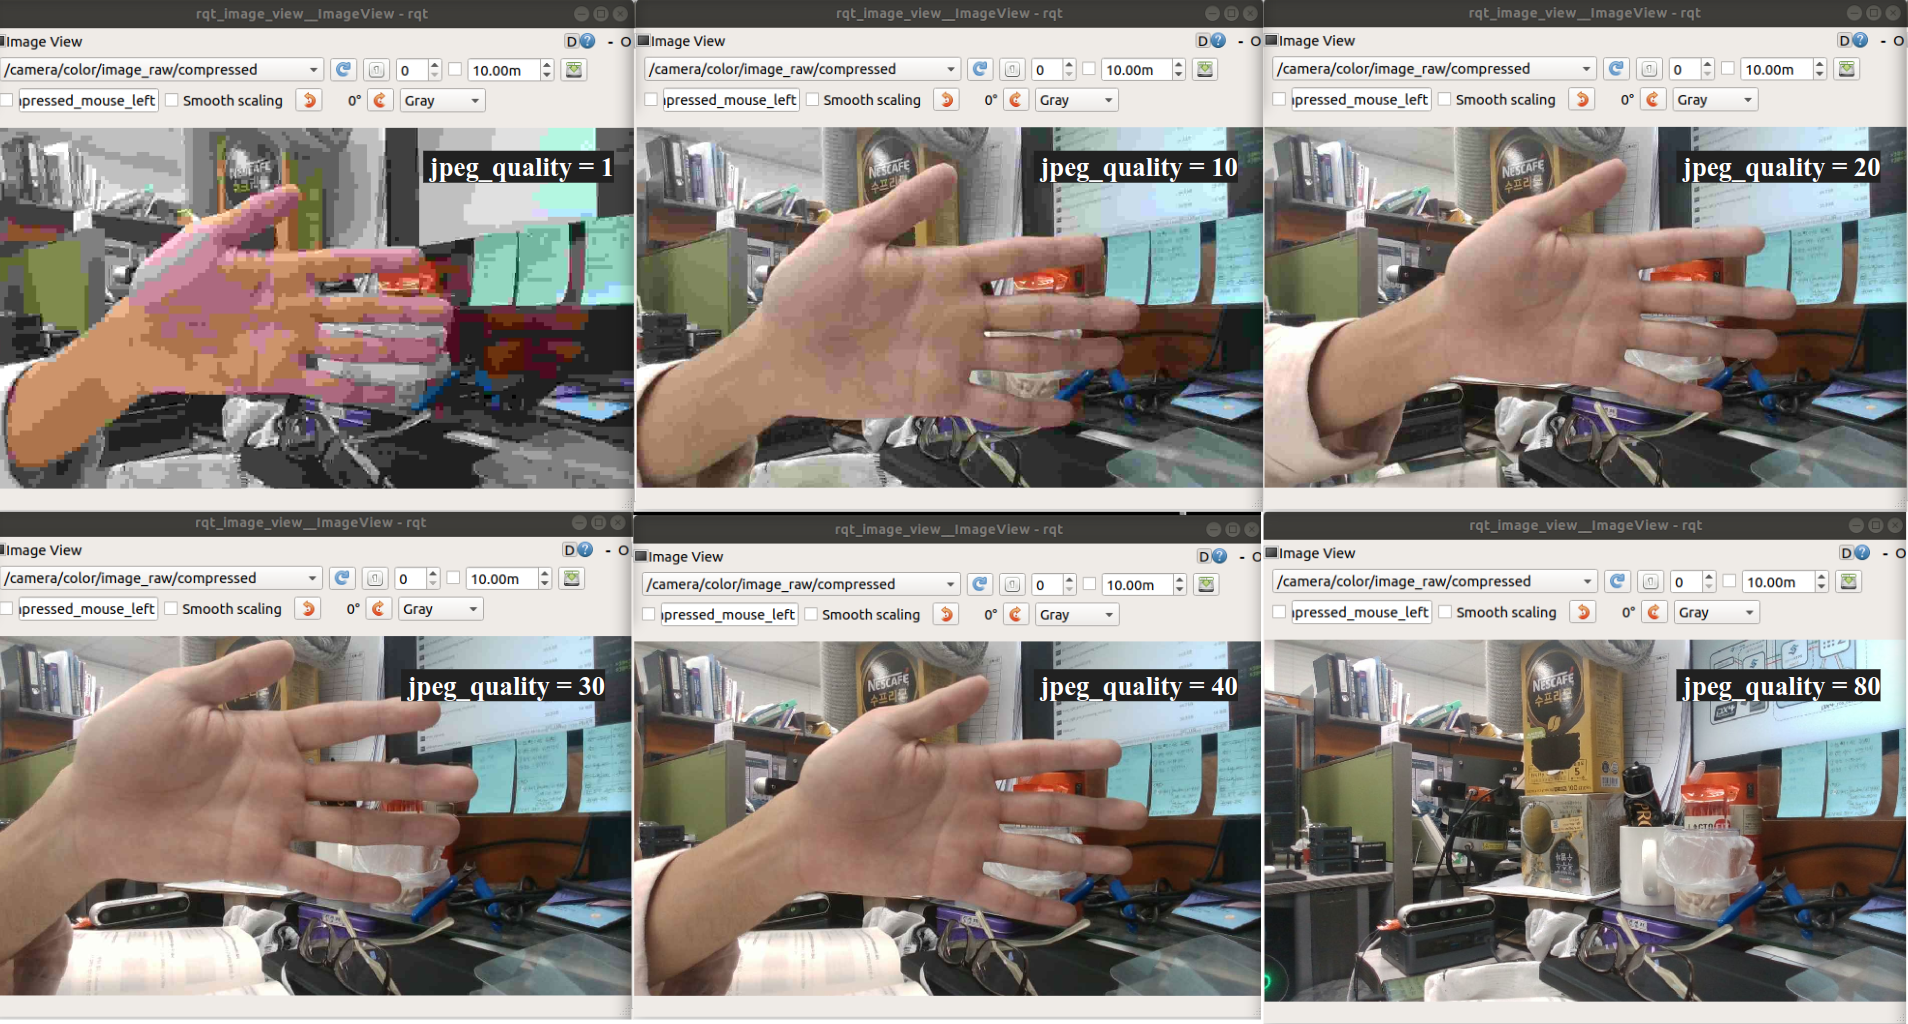 rqt_image_view__ImageView - rqt
Image View
D
- O
/camera/color/image_raw/compressed
0
10.00m
ıpressed_mouse_left
Smooth scaling
0°
Gray
NESCAFE
jpeg_quality = 1
rqt_image_view__ImageView - rqt
Image View
D
- O
/camera/color/image_raw/compressed
0
10.00m
ıpressed_mouse_left
Smooth scaling
0°
Gray
NESCAFE
수프리모
jpeg_quality = 10
rqt_image_view__ImageView - rqt
Image View
D
- O
/camera/color/image_raw/compressed
0
10.00m
ıpressed_mouse_left
Smooth scaling
0°
Gray
NESCAFE
수프리모
jpeg_quality = 20
rqt_image_view__ImageView - rqt
Image View
D
- O
/camera/color/image_raw/compressed
0
10.00m
ıpressed_mouse_left
Smooth scaling
0°
Gray
jpeg_quality = 30
rqt_image_view__ImageView - rqt
Image View
D
- O
/camera/color/image_raw/compressed
0
10.00m
ıpressed_mouse_left
Smooth scaling
0°
Gray
NESCAFE
수프리모
jpeg_quality = 40
rqt_image_view__ImageView - rqt
Image View
D
- O
/camera/color/image_raw/compressed
0
10.00m
ıpressed_mouse_left
Smooth scaling
0°
Gray
NESCAFE
수프리모
jpeg_quality = 80